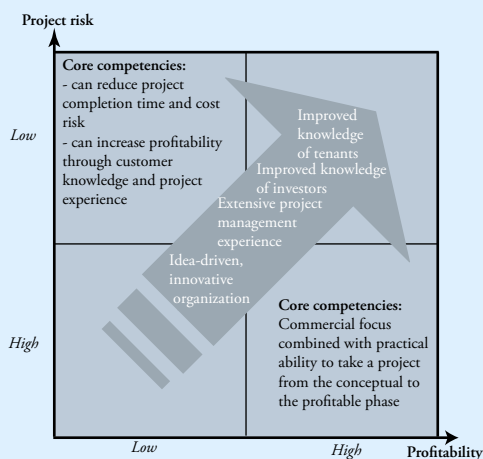 Project risk
Core competencies:
- can reduce project
completion time and cost
risk
- can increase profitability
through customer
knowledge and project
experience
Low
Improved
knowledge
of tenants
Improved knowledge
of investors
Extensive project
management
experience
Idea-driven,
innovative
organization
High
Core competencies:
Commercial focus
combined with practical
ability to take a project
from the conceptual to
the profitable phase
Low
High
Profitability